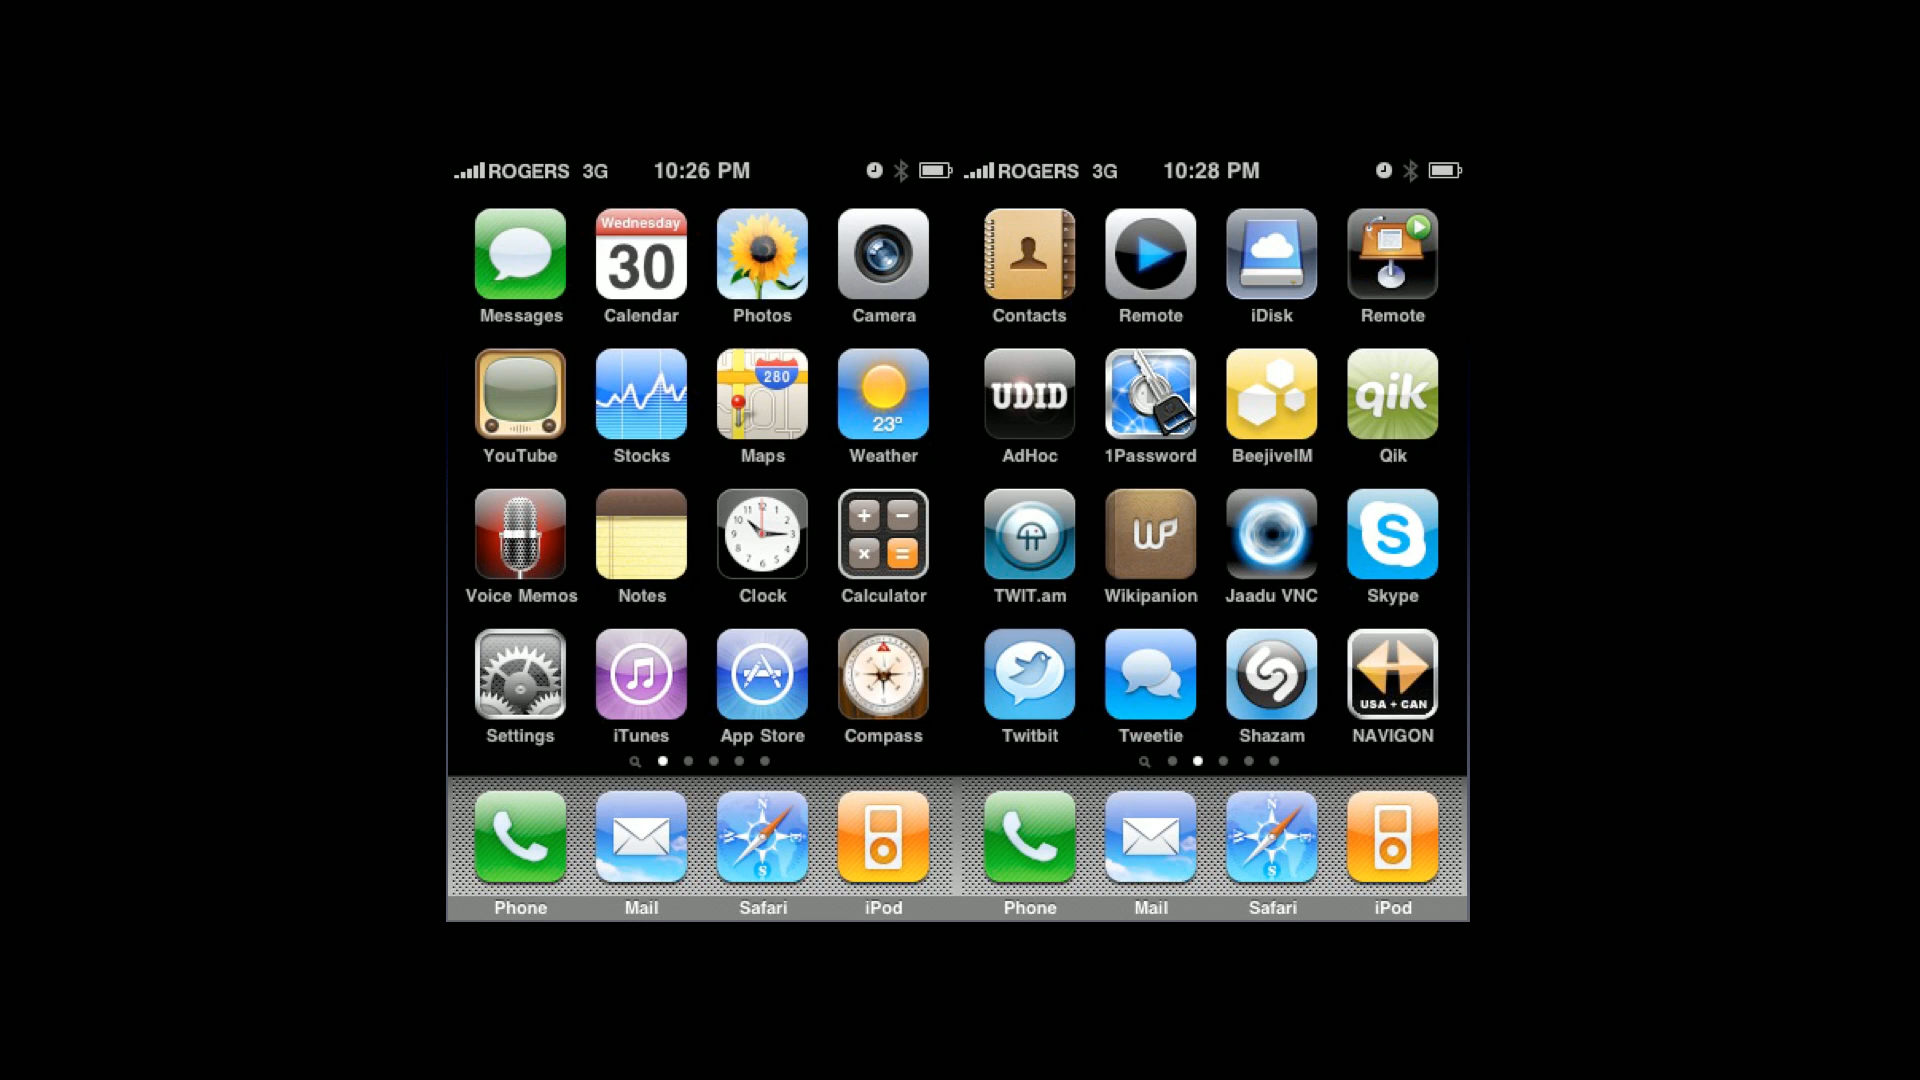 ROGERS 3G 10:26 PM
Wednesday
30
Messages Calendar Photos Camera
280
23°
YouTube Stocks Maps Weather
Voice Memos Notes Clock Calculator
Settings iTunes App Store Compass
Phone Mail Safari iPod
ROGERS 3G 10:28 PM
Contacts Remote iDisk Remote
UDID qik
AdHoc 1Password BeejiveIM Qik
WP S
TWiT.am Wikipanion Jaadu VNC Skype
USA + CAN
Twitbit Tweetie Shazam NAVIGON
Phone Mail Safari iPod